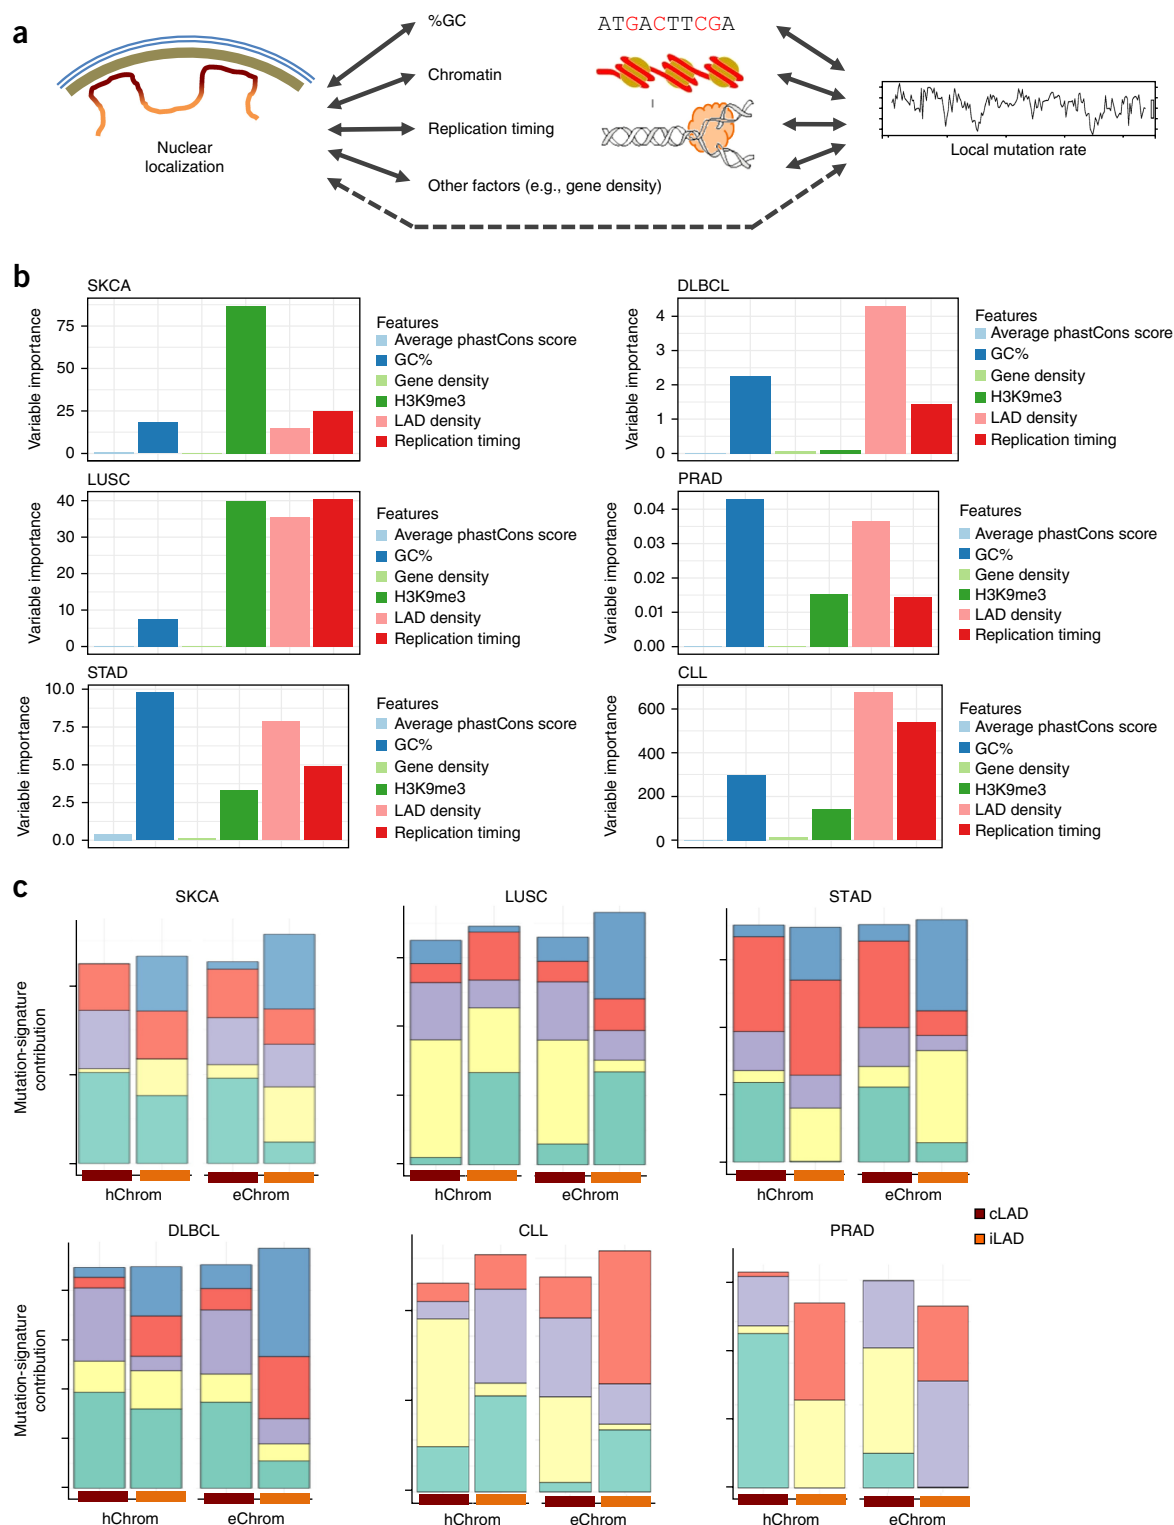 a
%GC
ATGACTTCGA
Chromatin
Replication timing
Nuclear
localization
Local mutation rate
Other factors (e.g., gene density)
b
SKCA
Variable importance
75
50
25
0
Features
Average phastCons score
GC%
Gene density
H3K9me3
LAD density
Replication timing
DLBCL
Variable importance
4
3
2
1
0
Features
Average phastCons score
GC%
Gene density
H3K9me3
LAD density
Replication timing
LUSC
Variable importance
40
30
20
10
0
Features
Average phastCons score
GC%
Gene density
H3K9me3
LAD density
Replication timing
PRAD
Variable importance
0.04
0.03
0.02
0.01
0.00
Features
Average phastCons score
GC%
Gene density
H3K9me3
LAD density
Replication timing
STAD
Variable importance
10.0
7.5
5.0
2.5
0.0
Features
Average phastCons score
GC%
Gene density
H3K9me3
LAD density
Replication timing
CLL
Variable importance
600
400
200
0
Features
Average phastCons score
GC%
Gene density
H3K9me3
LAD density
Replication timing
c
SKCA
LUSC
STAD
Mutation-signature
contribution
hChrom
eChrom
hChrom
eChrom
hChrom
eChrom
cLAD
iLAD
DLBCL
CLL
PRAD
Mutation-signature
contribution
hChrom
eChrom
hChrom
eChrom
hChrom
eChrom